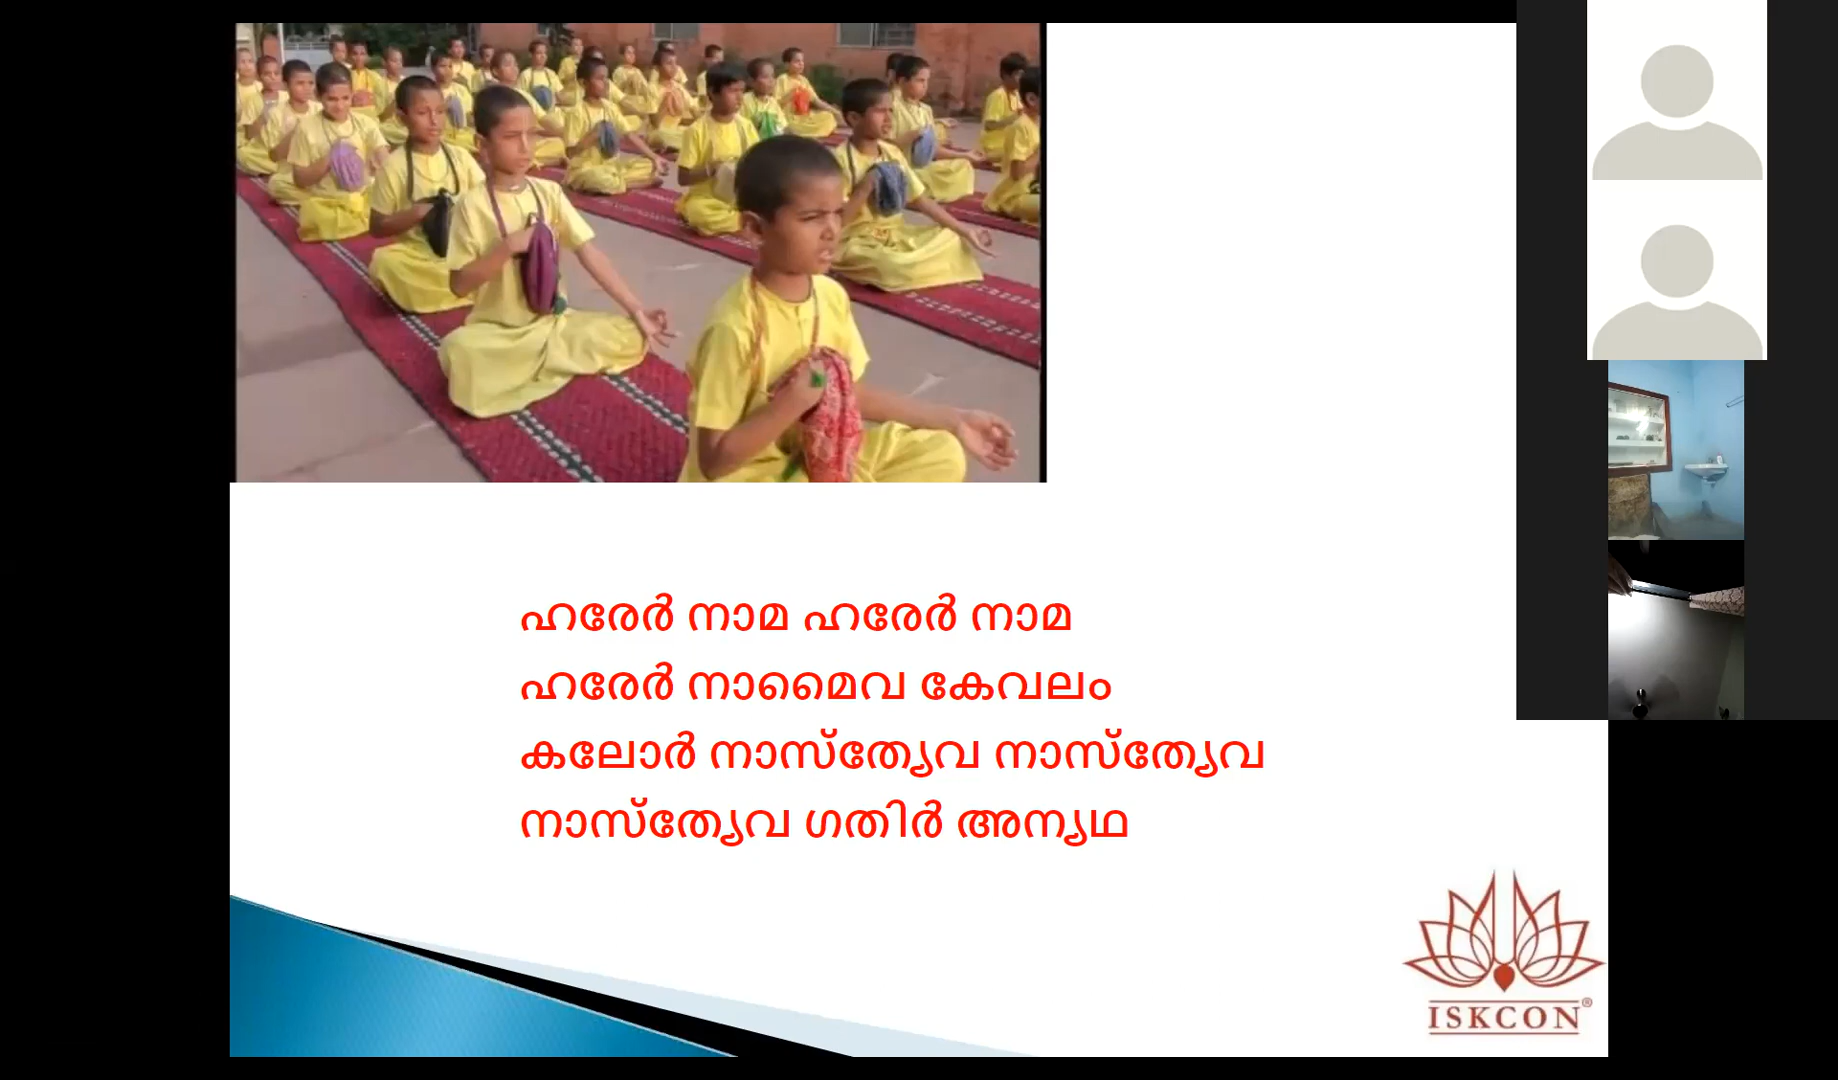 ഹരേർ നാമ ഹരേർ നാമ
ഹരേർ നാമൈവ കേവലം
കലോർ നാസ്ത്യേവ നാസ്ത്യേവ
നാസ്ത്യേവ ഗതിർ അന്യഥ
ISKCON®